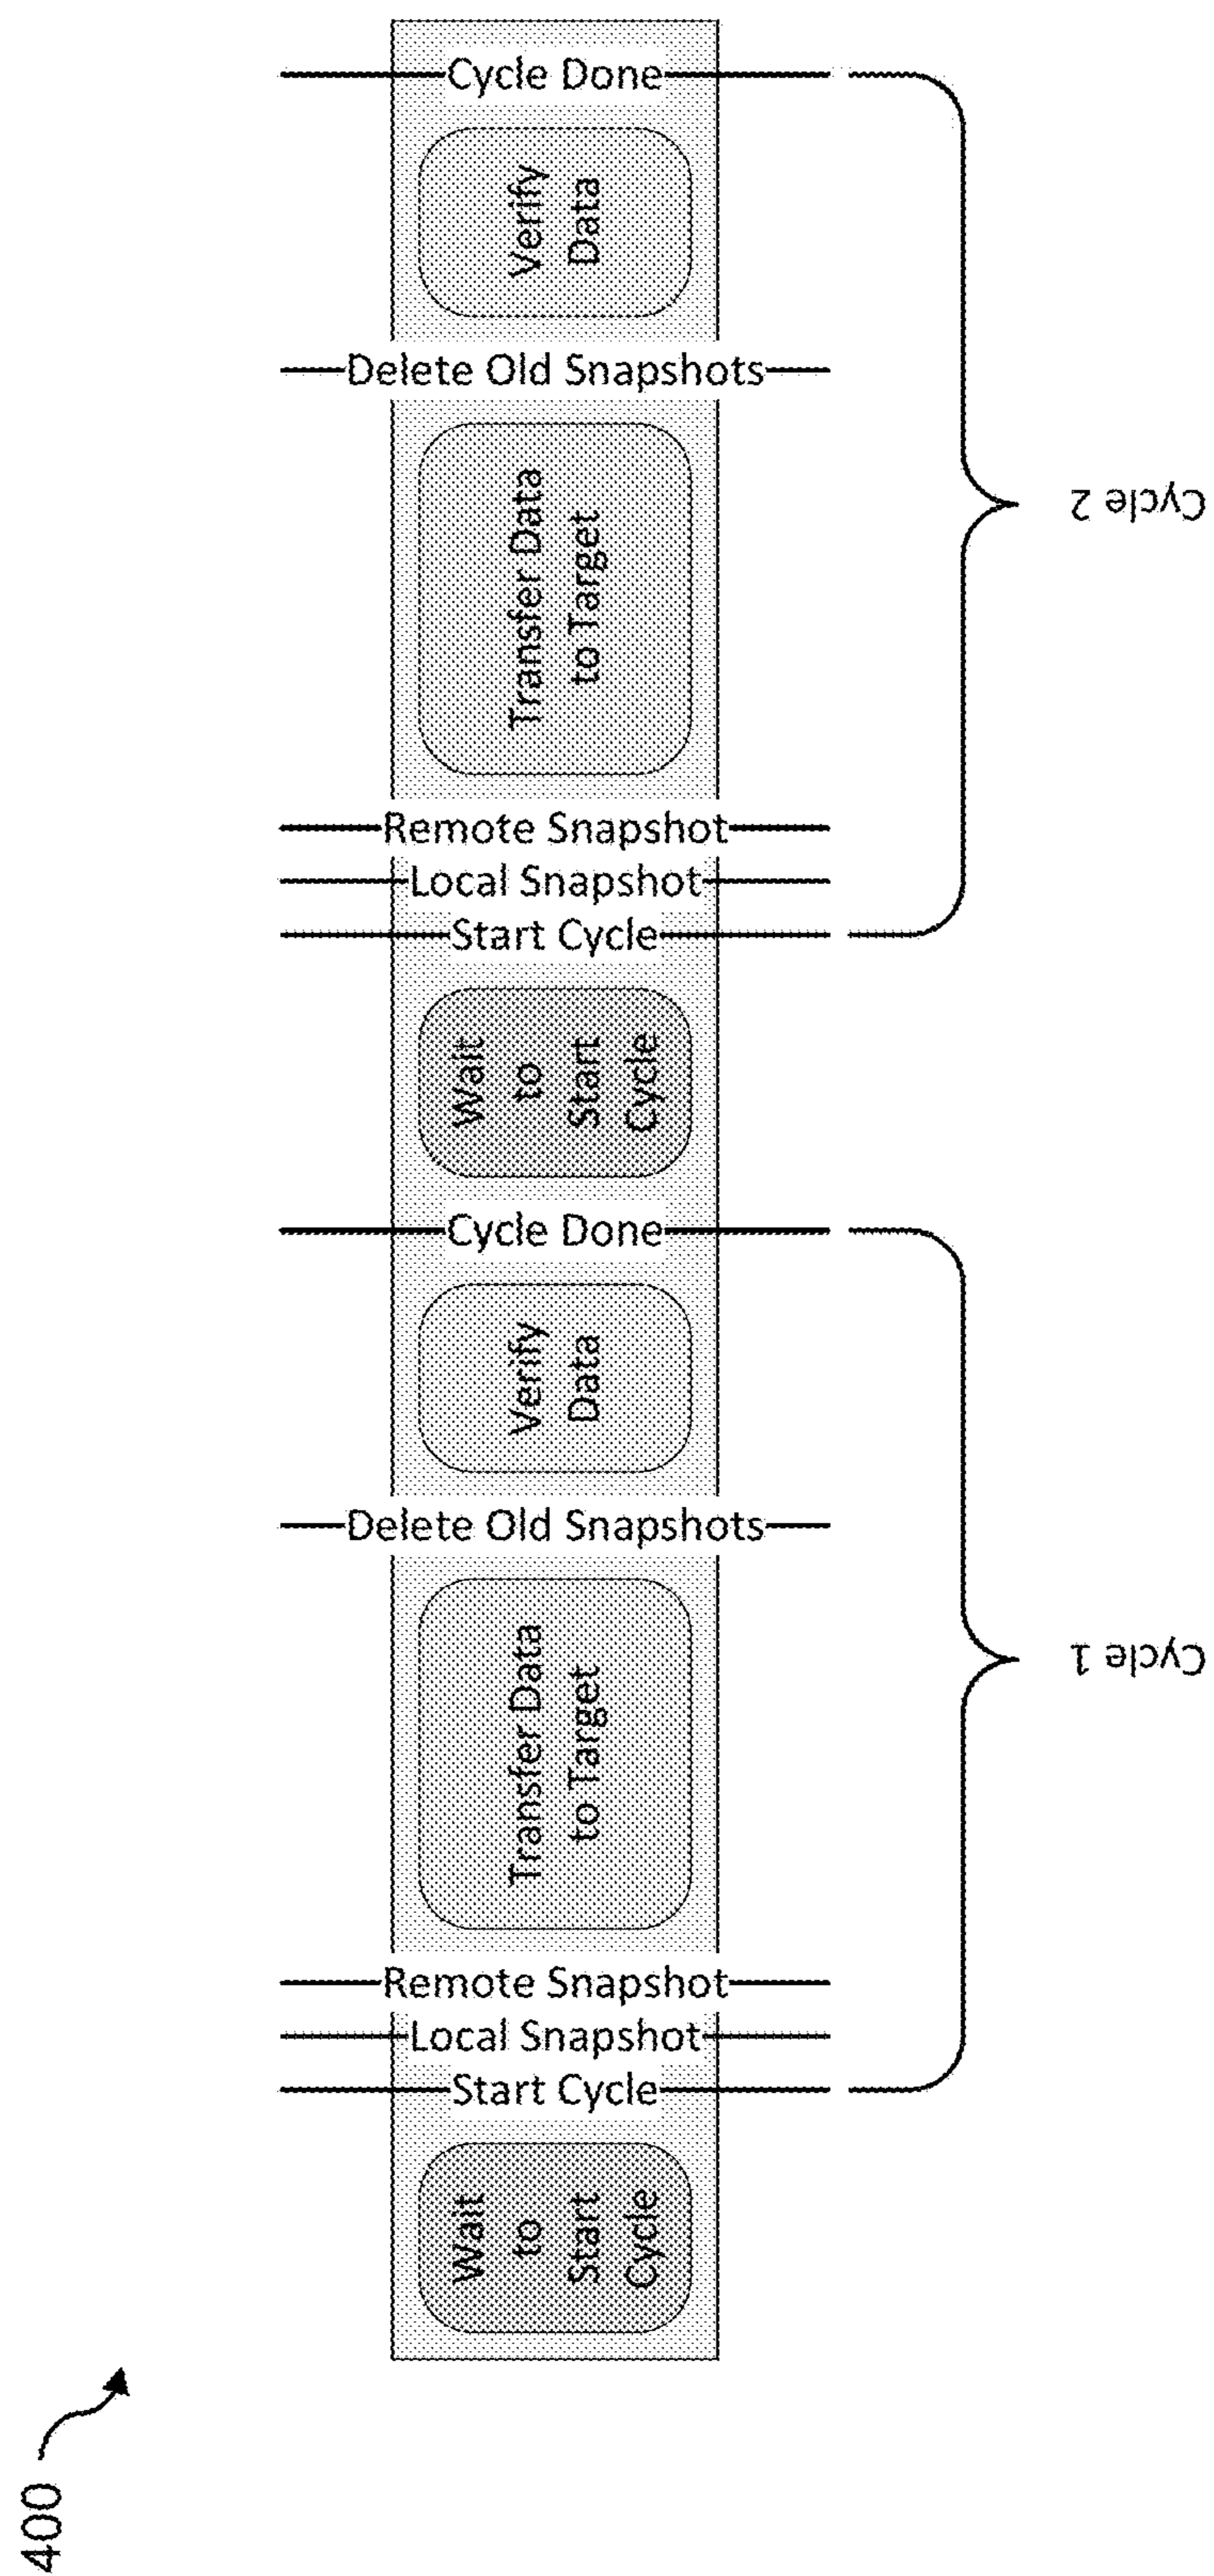 400
Wait
to
Start
Cycle
Start Cycle
Local Snapshot
Remote Snapshot
Transfer Data
to Target
Delete Old Snapshots
Verify
Data
Cycle Done
Cycle 1
Wait
to
Start
Cycle
Start Cycle
Local Snapshot
Remote Snapshot
Transfer Data
to Target
Delete Old Snapshots
Verify
Data
Cycle Done
Cycle 2